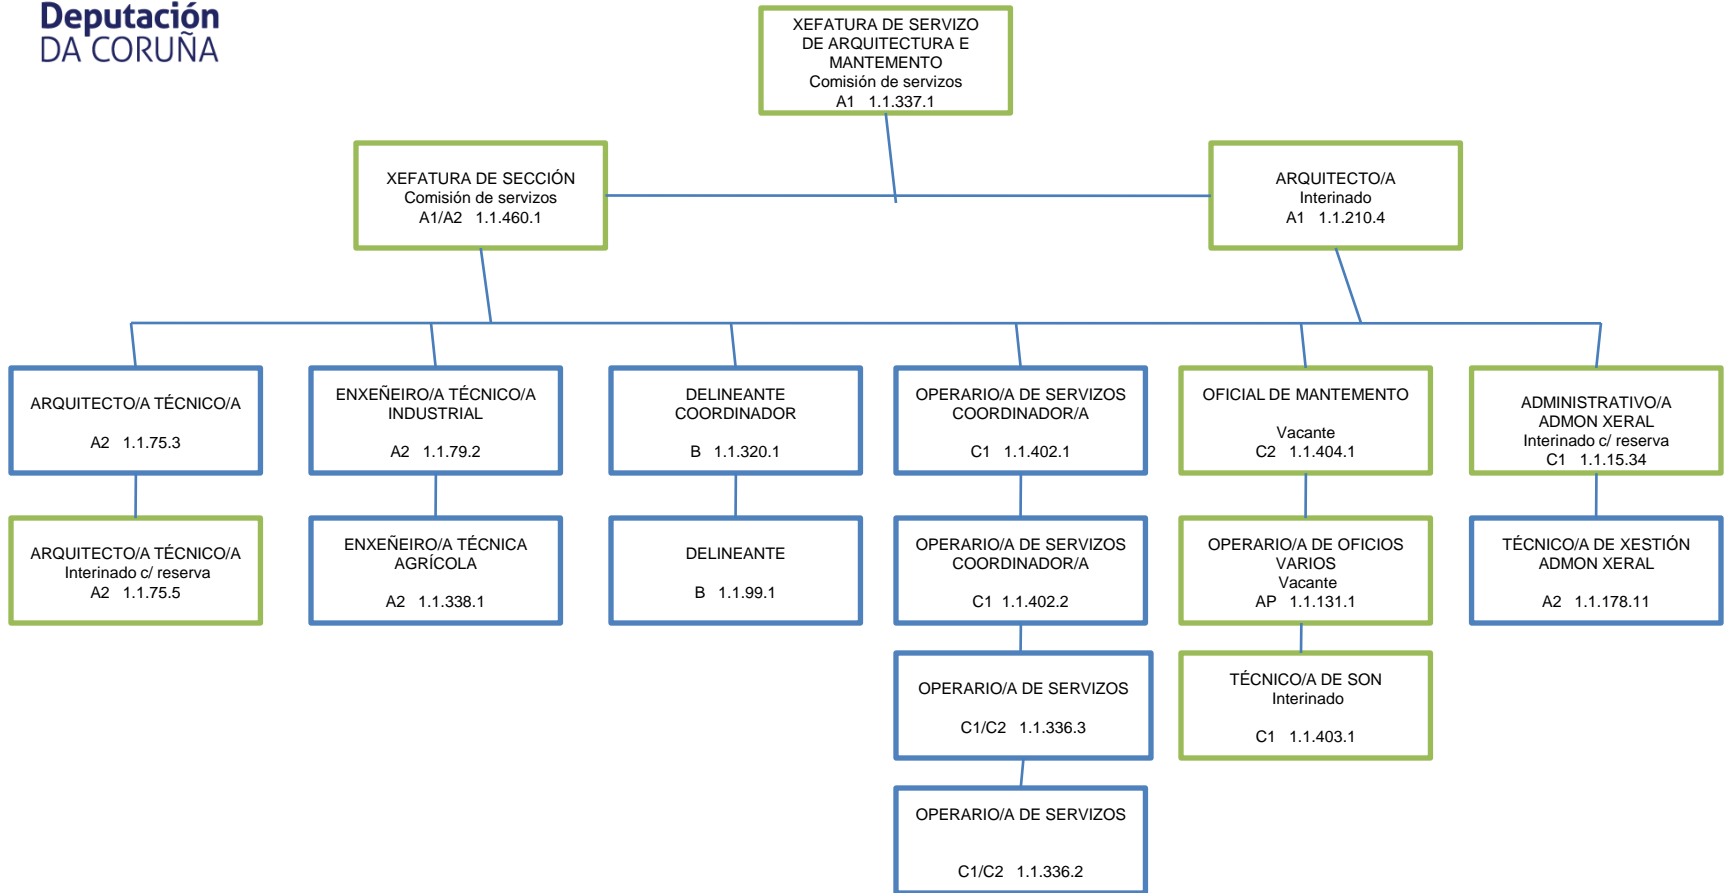 Deputación
DA CORUÑA
XEFATURA DE SERVIZO
DE ARQUITECTURA E
MANTEMENTO
Comisión de servizos
A1 1.1.337.1
XEFATURA DE SECCIÓN
Comisión de servizos
A1/A2 1.1.460.1
ARQUITECTO/A
Interinado
A1 1.1.210.4
ARQUITECTO/A TÉCNICO/A
A2 1.1.75.3
ENXEÑEIRO/A TÉCNICO/A
INDUSTRIAL
A2 1.1.79.2
DELINEANTE
COORDINADOR
B 1.1.320.1
OPERARIO/A DE SERVIZOS
COORDINADOR/A
C1 1.1.402.1
OFICIAL DE MANTEMENTO
Vacante
C2 1.1.404.1
ADMINISTRATIVO/A
ADMON XERAL
Interinado c/ reserva
C1 1.1.15.34
ARQUITECTO/A TÉCNICO/A
Interinado c/ reserva
A2 1.1.75.5
ENXEÑEIRO/A TÉCNICA
AGRÍCOLA
A2 1.1.338.1
DELINEANTE
B 1.1.99.1
OPERARIO/A DE SERVIZOS
COORDINADOR/A
C1 1.1.402.2
OPERARIO/A DE OFICIOS
VARIOS
Vacante
AP 1.1.131.1
TÉCNICO/A DE XESTIÓN
ADMON XERAL
A2 1.1.178.11
OPERARIO/A DE SERVIZOS
C1/C2 1.1.336.3
TÉCNICO/A DE SON
Interinado
C1 1.1.403.1
OPERARIO/A DE SERVIZOS
C1/C2 1.1.336.2